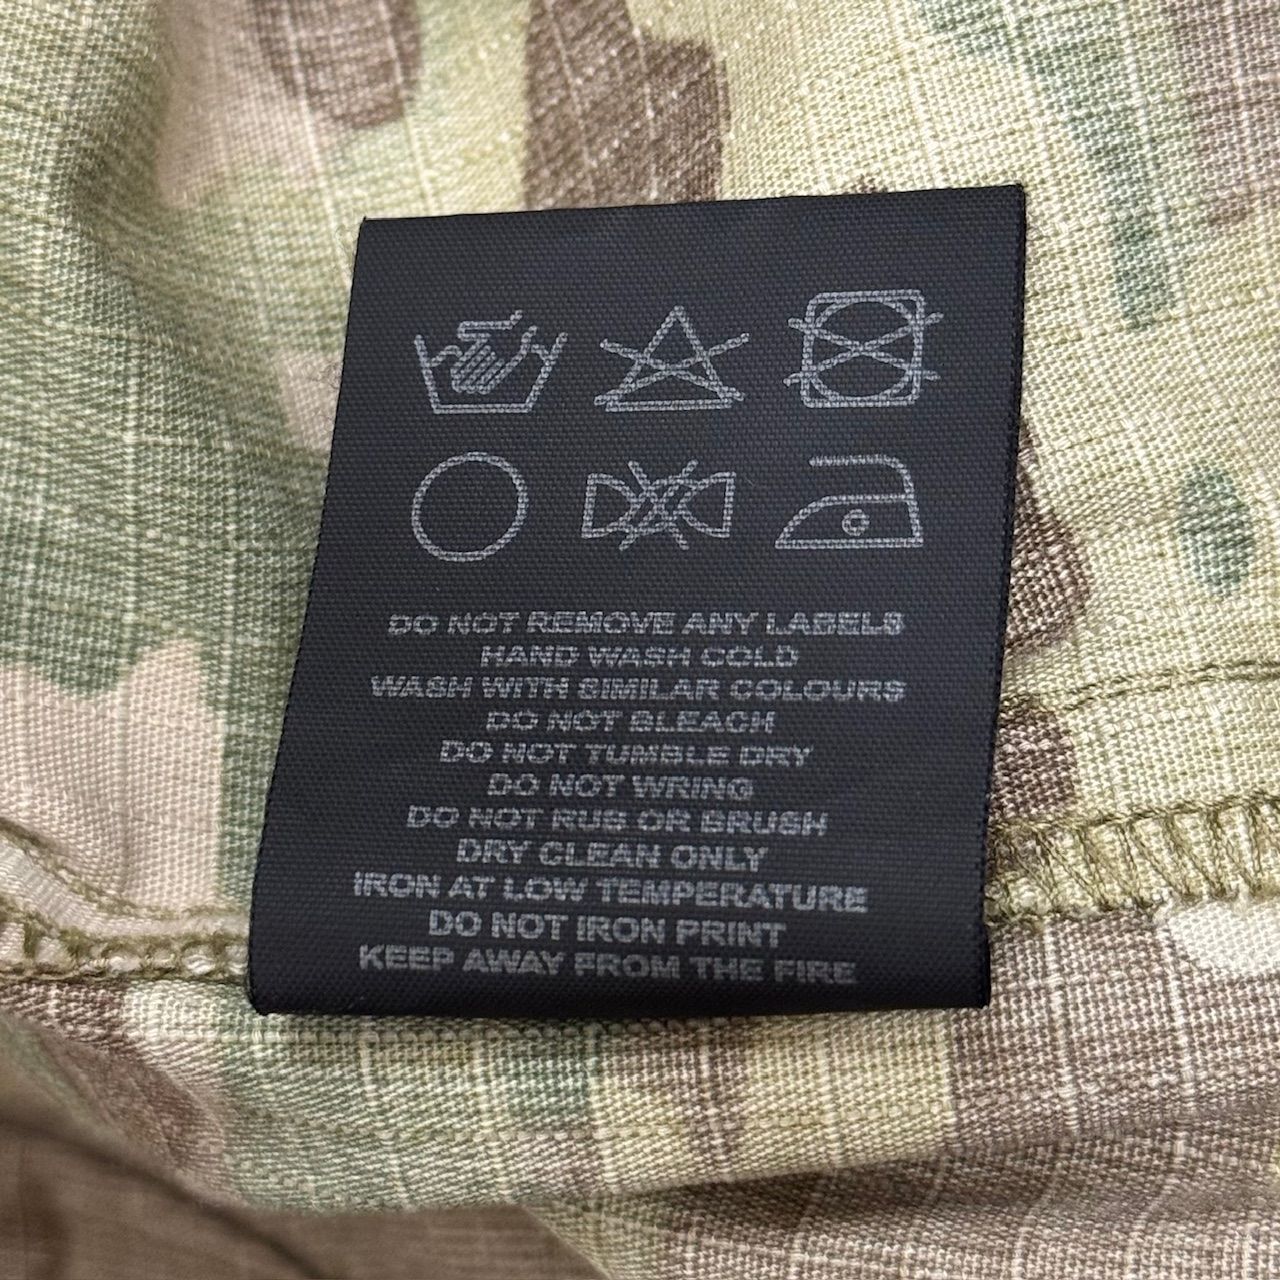 DO NOT REMOVE ANY LABELS
HAND WASH COLD
WASH WITH SIMILAR COLOURS
DO NOT BLEACH
DO NOT TUMBLE DRY
DO NOT WRING
DO NOT RUB OR BRUSH
DRY CLEAN ONLY
IRON AT LOW TEMPERATURE
DO NOT IRON PRINT
KEEP AWAY FROM THE FIRE